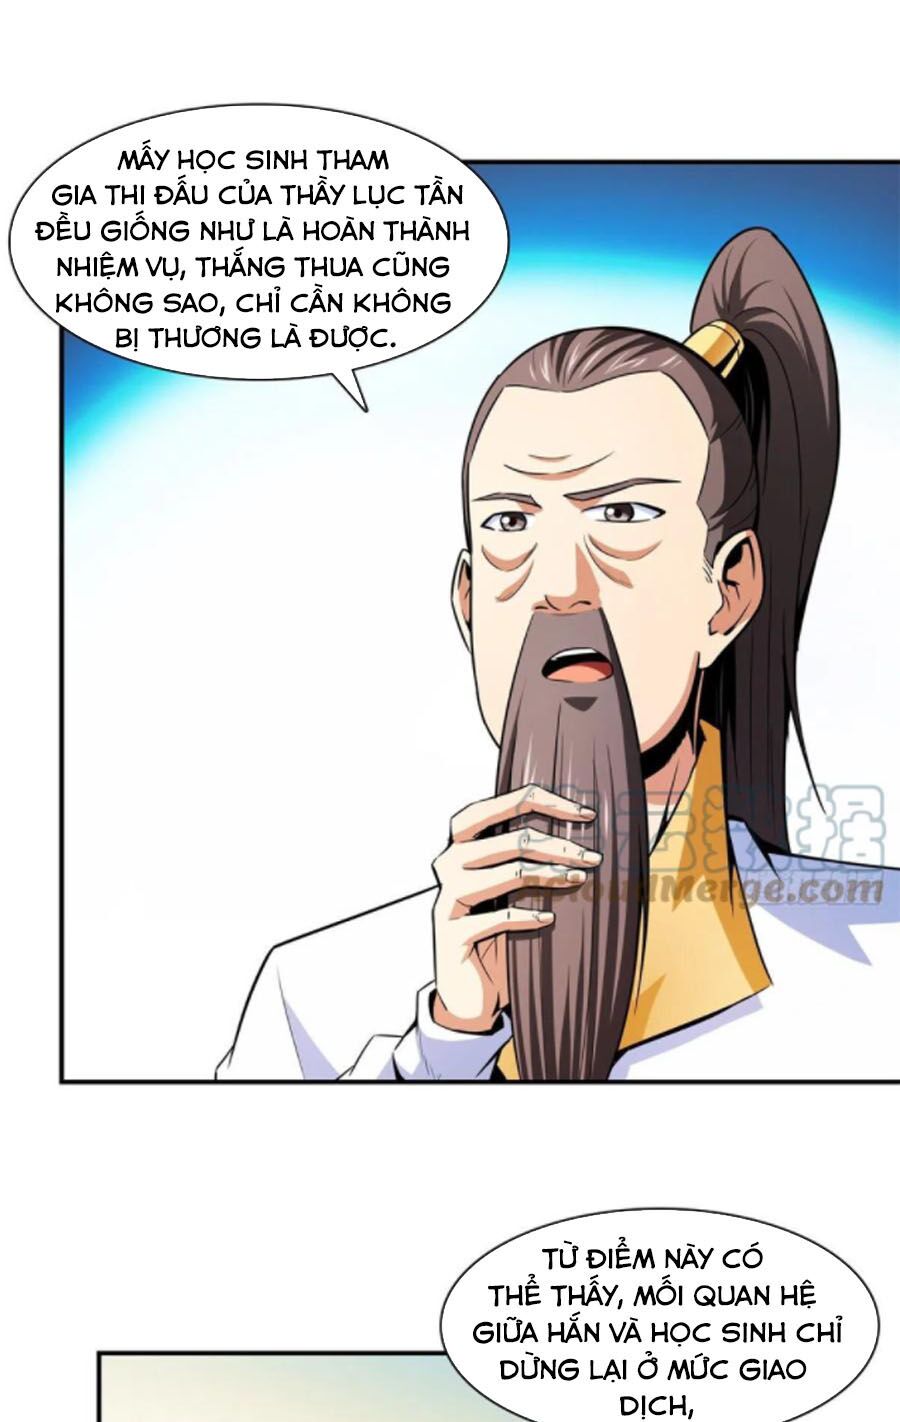 MẤY HỌC SINH THAM
GIA THI ĐẤU CỦA THẦY LỤC TẦN
ĐỀU GIỐNG NHƯ LÀ HOÀN THÀNH
NHIỆM VỤ, THẮNG THUA CŨNG
KHÔNG SAO, CHỈ CẦN KHÔNG
BỊ THƯƠNG LÀ ĐƯỢC.
AcloudMerge.com
TỪ ĐIỂM NÀY CÓ
THỂ THẤY, MỐI QUAN HỆ
GIỮA HẮN VÀ HỌC SINH CHỈ
DỪNG LẠI Ở MỨC GIAO
DỊCH,